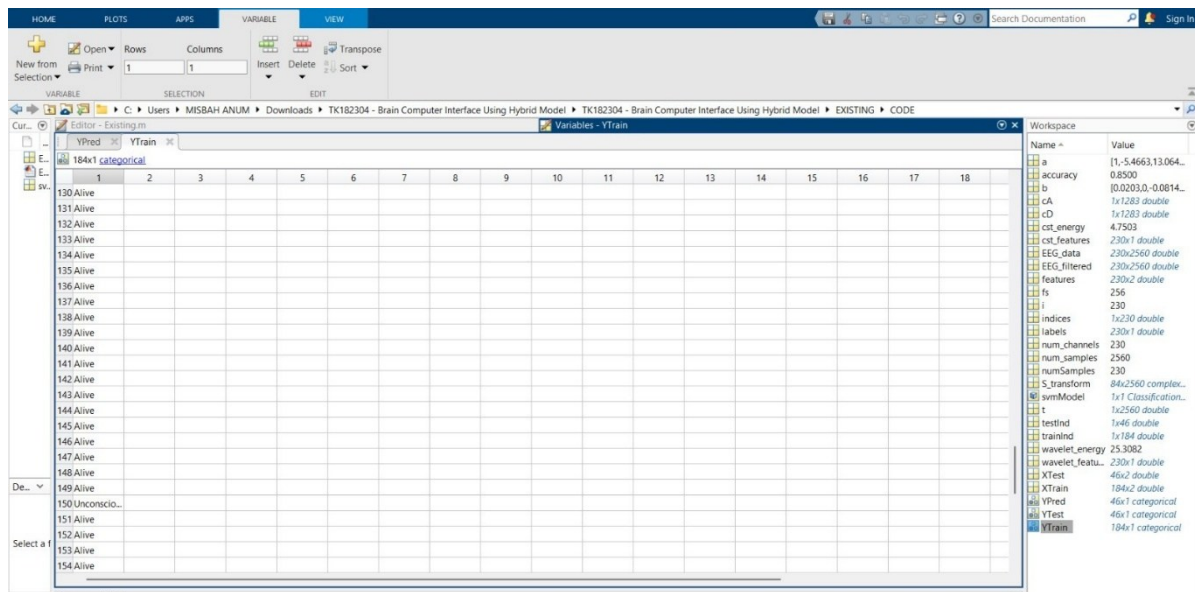 HOME PLOTS APPS VARIABLE VIEW Search Documentation Sign In
New from Selection
Open
Print
Rows Columns
1 1
Insert Delete
Transpose
Sort
VARIABLE SELECTION EDIT
C: Users MISBAH ANUM Downloads TK182304 - Brain Computer Interface Using Hybrid Model TK182304 - Brain Computer Interface Using Hybrid Model EXISTING CODE
Cur... Editor - Existing.m Variables - YTrain Workspace
YPred YTrain
184x1 categorical
1 2 3 4 5 6 7 8 9 10 11 12 13 14 15 16 17 18
130 Alive
131 Alive
132 Alive
133 Alive
134 Alive
135 Alive
136 Alive
137 Alive
138 Alive
139 Alive
140 Alive
141 Alive
142 Alive
143 Alive
144 Alive
145 Alive
146 Alive
147 Alive
148 Alive
149 Alive
150 Unconscio...
151 Alive
152 Alive
153 Alive
154 Alive
...
E...
E...
sv...
De...
Select a f
Name Value
a [1,-5.4663,13.064...
accuracy 0.8500
b [0.0203,0,-0.0814...
cA 1x1283 double
cD 1x1283 double
cst_energy 4.7503
cst_features 230x1 double
EEG_data 230x2560 double
EEG_filtered 230x2560 double
features 230x2 double
fs 256
i 230
indices 1x230 double
labels 230x1 double
num_channels 230
num_samples 2560
numSamples 230
S_transform 84x2560 complex...
svmModel 1x1 Classification...
t 1x2560 double
testInd 1x46 double
trainInd 1x184 double
wavelet_energy 25.3082
wavelet_featu... 230x1 double
XTest 46x2 double
XTrain 184x2 double
YPred 46x1 categorical
YTest 46x1 categorical
YTrain 184x1 categorical